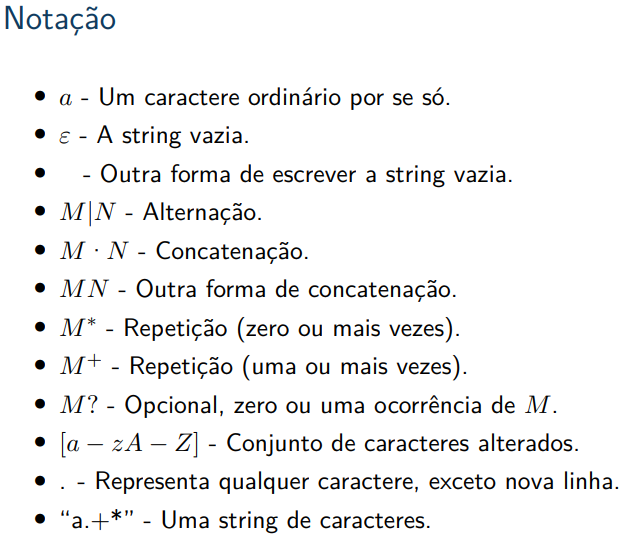 Notação
• a - Um caractere ordinário por se só.
• ε - A string vazia.
• - Outra forma de escrever a string vazia.
• M|N - Alternação.
• M · N - Concatenação.
• MN - Outra forma de concatenação.
• M* - Repetição (zero ou mais vezes).
• M⁺ - Repetição (uma ou mais vezes).
• M? - Opcional, zero ou uma ocorrência de M.
• [a − zA − Z] - Conjunto de caracteres alterados.
• . - Representa qualquer caractere, exceto nova linha.
• “a.+*” - Uma string de caracteres.